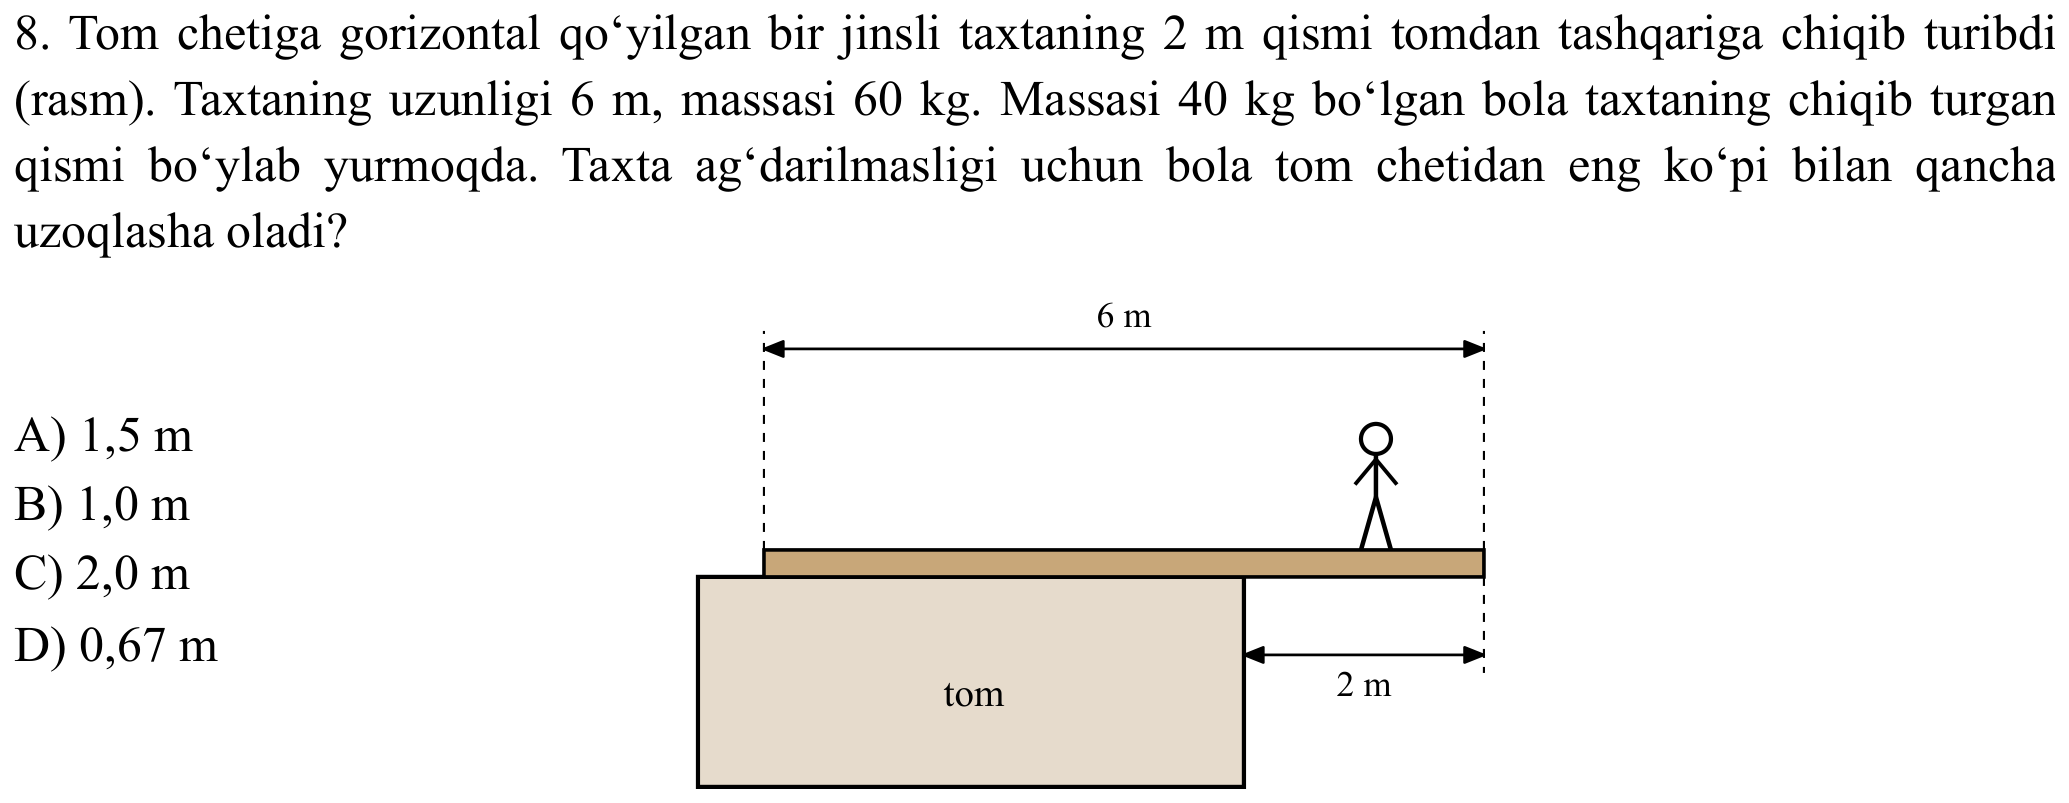 8. Tom chetiga gorizontal qo‘yilgan bir jinsli taxtaning 2 m qismi tomdan tashqariga chiqib turibdi
(rasm). Taxtaning uzunligi 6 m, massasi 60 kg. Massasi 40 kg bo‘lgan bola taxtaning chiqib turgan
qismi bo‘ylab yurmoqda. Taxta ag‘darilmasligi uchun bola tom chetidan eng ko‘pi bilan qancha
uzoqlasha oladi?
6 m
A) 1,5 m
B) 1,0 m
C) 2,0 m
D) 0,67 m
2 m
tom